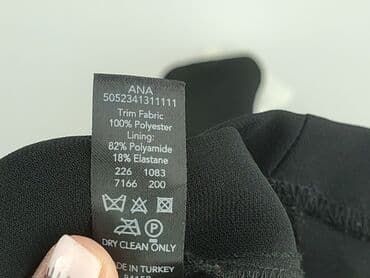 ANA
5052341311111
Trim Fabric
100% Polyester
Lining:
82% Polyamide
18% Elastane
226 1083
7166 200
P
DRY CLEAN ONLY
MADE IN TURKEY